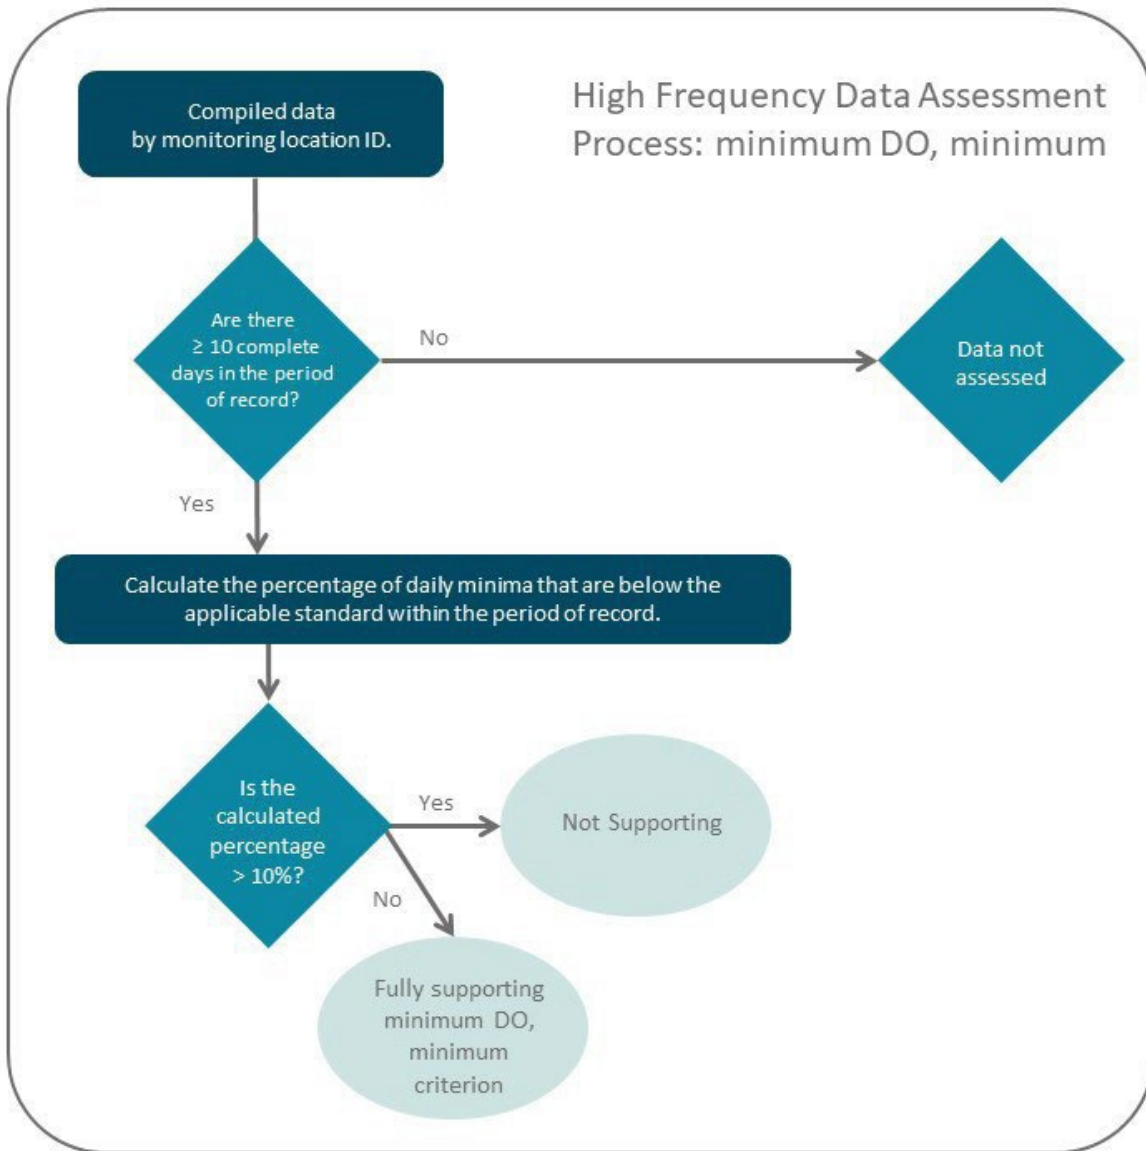 High Frequency Data Assessment
Process: minimum DO, minimum
Compiled data
by monitoring location ID.
Are there
≥ 10 complete
days in the period
of record?
No
Data not
assessed
Yes
Calculate the percentage of daily minima that are below the
applicable standard within the period of record.
Is the
calculated
percentage
> 10%?
Yes
Not Supporting
No
Fully supporting
minimum DO,
minimum
criterion